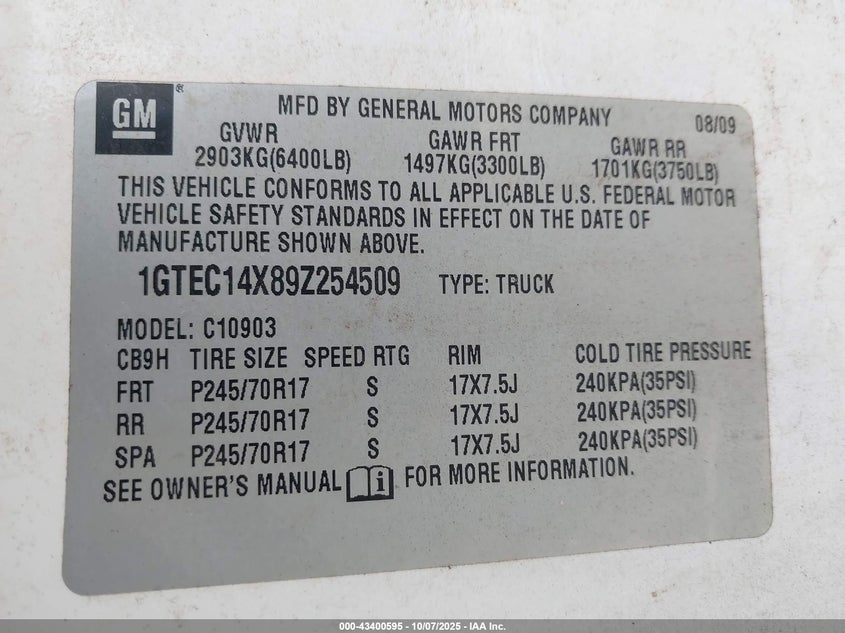 GM ®
MFD BY GENERAL MOTORS COMPANY 08/09
GVWR GAWR FRT GAWR RR
2903KG(6400LB) 1497KG(3300LB) 1701KG(3750LB)
THIS VEHICLE CONFORMS TO ALL APPLICABLE U.S. FEDERAL MOTOR
VEHICLE SAFETY STANDARDS IN EFFECT ON THE DATE OF
MANUFACTURE SHOWN ABOVE.
1GTEC14X89Z254509 TYPE: TRUCK
MODEL: C10903
CB9H TIRE SIZE SPEED RTG RIM COLD TIRE PRESSURE
FRT P245/70R17 S 17X7.5J 240KPA(35PSI)
RR P245/70R17 S 17X7.5J 240KPA(35PSI)
SPA P245/70R17 S 17X7.5J 240KPA(35PSI)
SEE OWNER'S MANUAL i FOR MORE INFORMATION.
000-43400595 - 10/07/2025 - IAA Inc.